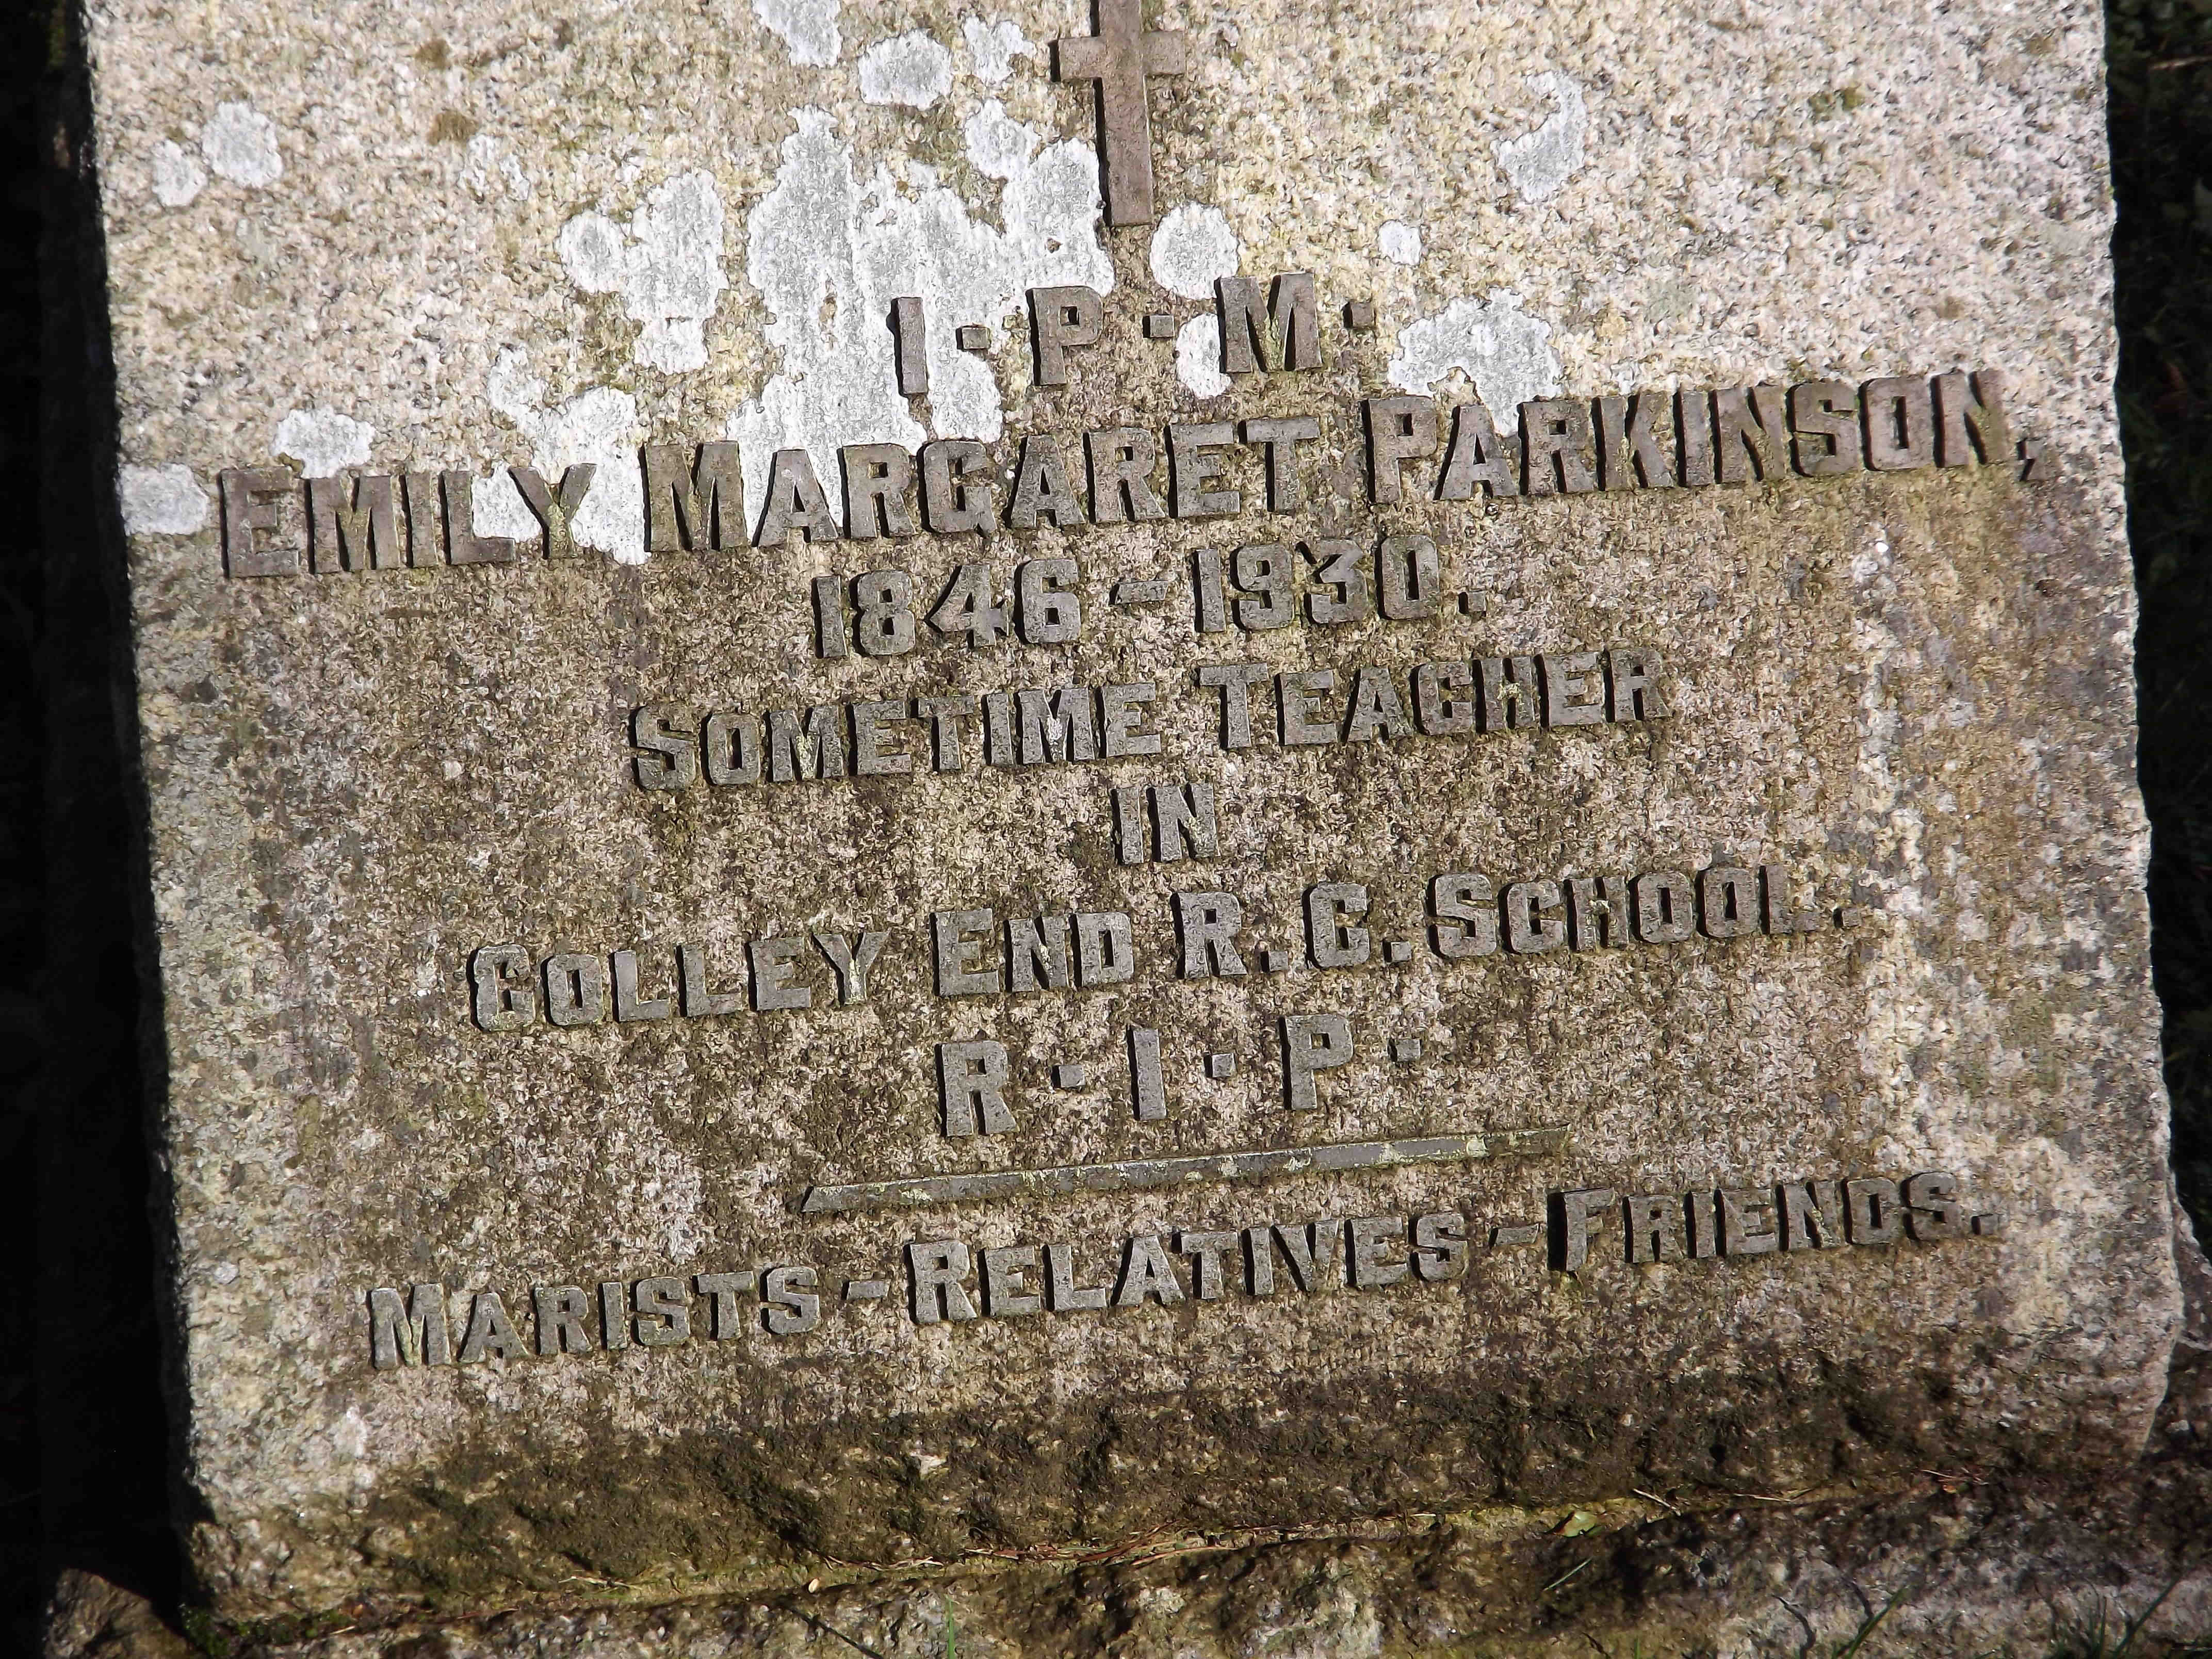 I·P·M·
EMILY MARGARET PARKINSON,
1846-1930.
SOMETIME TEACHER
IN
COLLEY END R.C. SCHOOL.
R·I·P·
MARISTS-RELATIVES-FRIENDS.